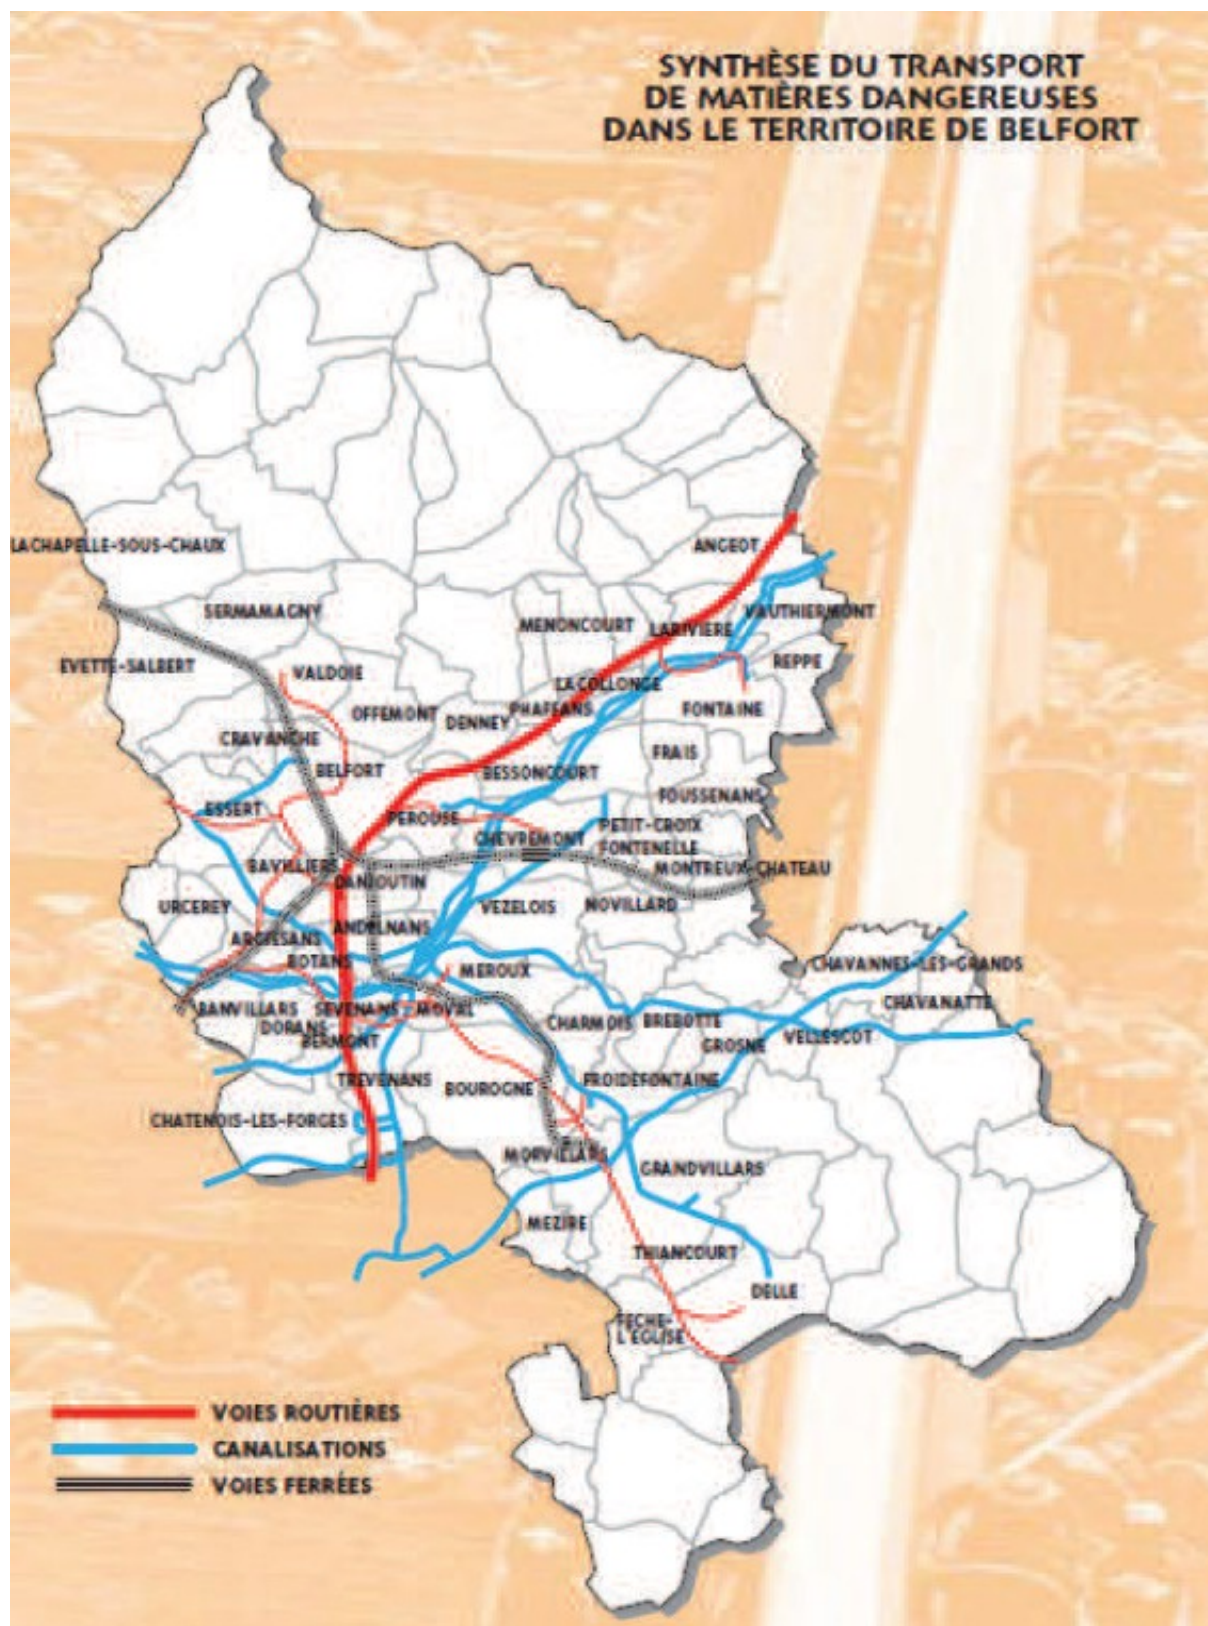 SYNTHÈSE DU TRANSPORT
DE MATIÈRES DANGEREUSES
DANS LE TERRITOIRE DE BELFORT
ANGEOT
LACHAPELLE-SOUS-CHAUX
SERMAMAGNY
MENONCOURT
LARIVIERE
VAUTHIERMONT
EVETTE-SALBERT
VALDOIE
REPPE
LACOLLONGE
OFFEMONT
DENNEY
PHAFFANS
FONTAINE
CRAVANCHE
FRAIS
BELFORT
BESSONCOURT
FOUSSENANS
ESSERT
PEROUSE
PETIT-CROIX
CHEVREMONT
FONTENELLE
BAVILLIERS
MONTREUX-CHATEAU
DANJOUTIN
URCEREY
VEZELOIS
NOVILLARD
ANDELNANS
ARGIESANS
BOTANS
MEROUX
CHAVANNES-LES-GRANDS
BANVILLARS
SEVENANS
MOVAL
CHAVANATTE
DORANS
CHARMOIS
BREBOTTE
BERMONT
GROSNE
VELLESCOT
TREVENANS
BOUROGNE
FROIDEFONTAINE
CHATENOIS-LES-FORGES
MORVILLARS
GRANDVILLARS
MEZIRE
THIANCOURT
DELLE
FECHE-
L'EGLISE
VOIES ROUTIÈRES
CANALISATIONS
VOIES FERRÉES